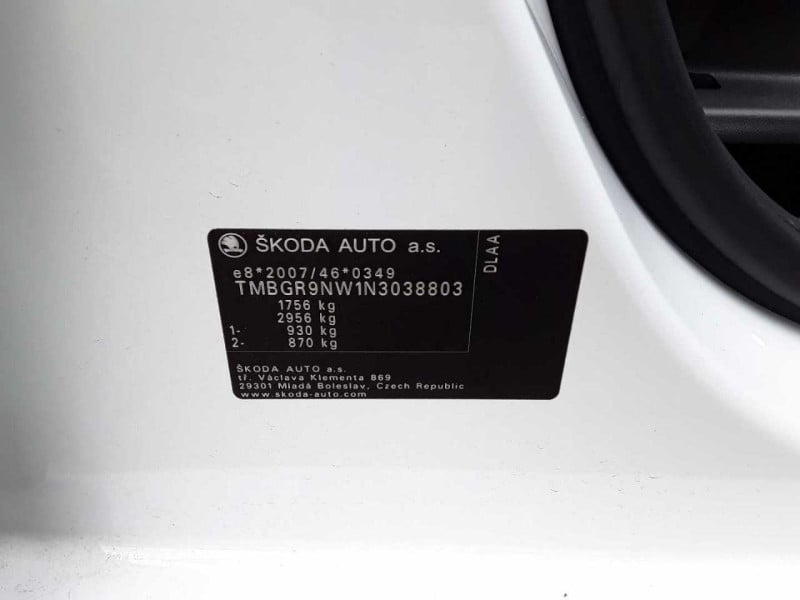 ŠKODA AUTO a.s.
e8*2007/46*0349
TMBGR9NW1N3038803
1756 kg
2956 kg
1- 930 kg
2- 870 kg
ŠKODA AUTO a.s.
tř. Václava Klementa 869
29301 Mladá Boleslav, Czech Republic
www.skoda-auto.com
DLAA